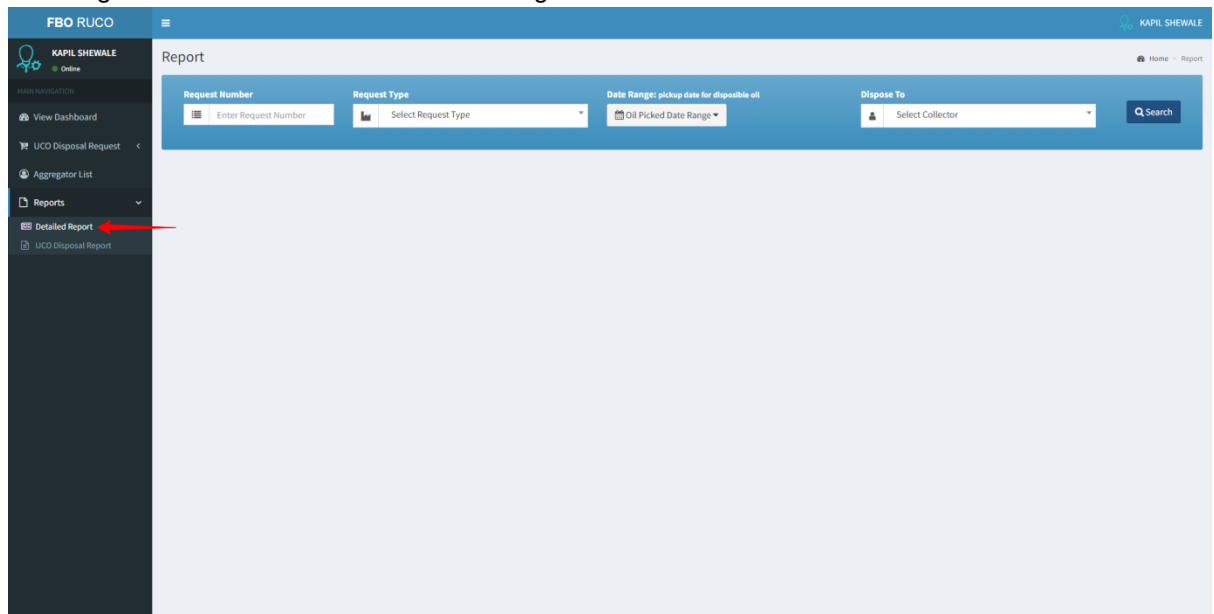 FBO RUCO
KAPIL SHEWALE
KAPIL SHEWALE
Online
Report
Home > Report
MAIN NAVIGATION
View Dashboard
UCO Disposal Request
Aggregator List
Reports
Detailed Report
UCO Disposal Report
Request Number
Enter Request Number
Request Type
Select Request Type
Date Range: pickup date for disposible oil
Oil Picked Date Range
Dispose To
Select Collector
Search